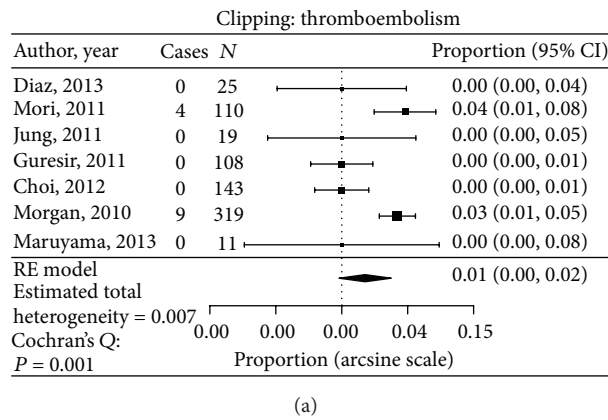 Clipping: thromboembolism
Author, year Cases N Proportion (95% CI)
Diaz, 2013 0 25 0.00 (0.00, 0.04)
Mori, 2011 4 110 0.04 (0.01, 0.08)
Jung, 2011 0 19 0.00 (0.00, 0.05)
Guresir, 2011 0 108 0.00 (0.00, 0.01)
Choi, 2012 0 143 0.00 (0.00, 0.01)
Morgan, 2010 9 319 0.03 (0.01, 0.05)
Maruyama, 2013 0 11 0.00 (0.00, 0.08)
RE model 0.01 (0.00, 0.02)
Estimated total
heterogeneity = 0.007
Cochran's Q:
P = 0.001
0.00 0.00 0.00 0.04 0.15
Proportion (arcsine scale)
(a)